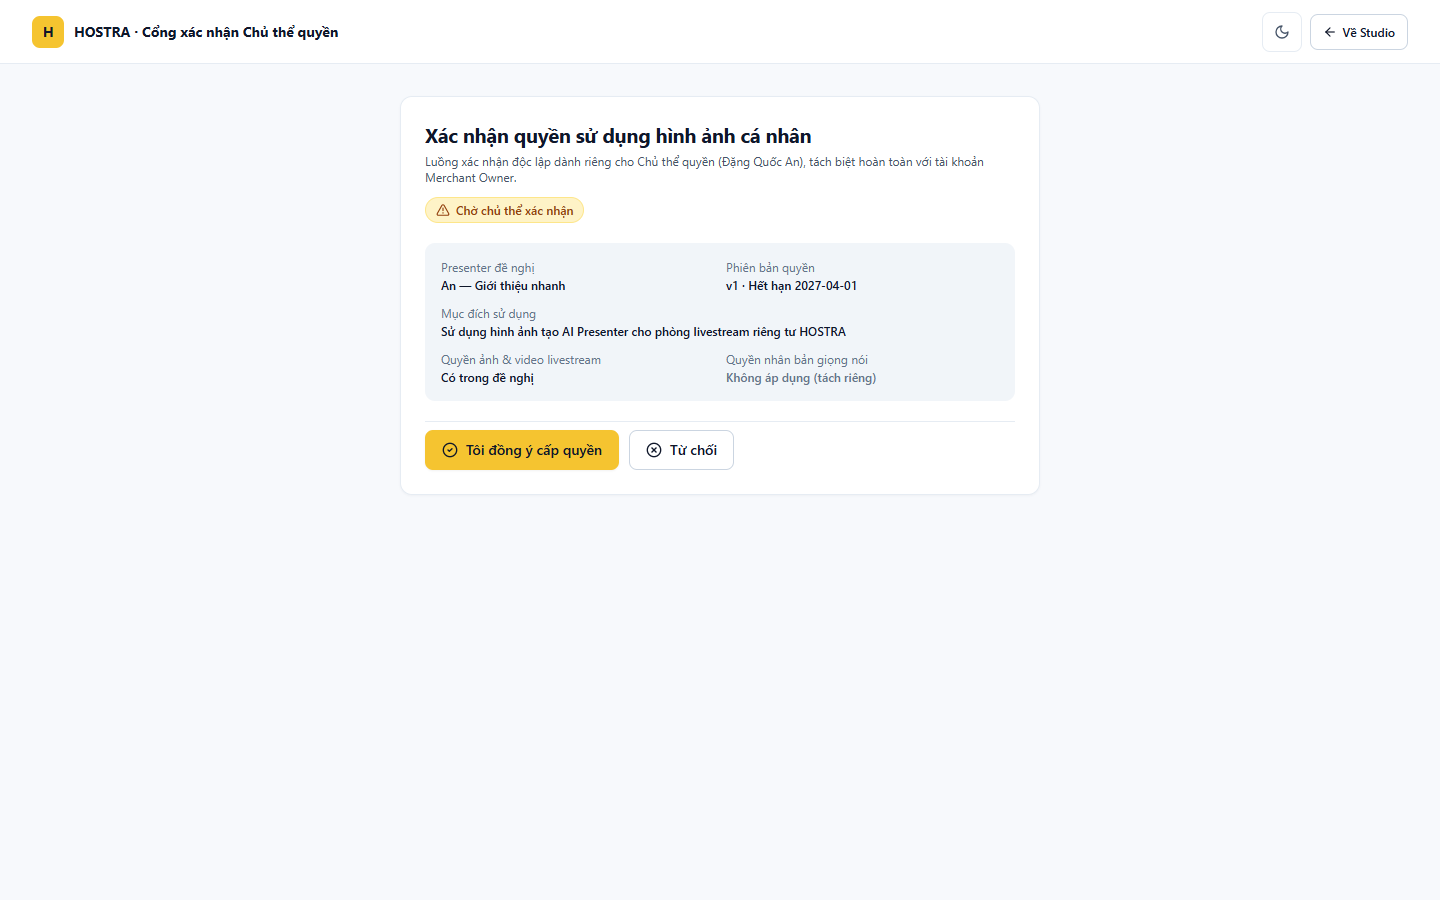 H
HOSTRA · Cổng xác nhận Chủ thể quyền
Về Studio
Xác nhận quyền sử dụng hình ảnh cá nhân
Luồng xác nhận độc lập dành riêng cho Chủ thể quyền (Đặng Quốc An), tách biệt hoàn toàn với tài khoản
Merchant Owner.
Chờ chủ thể xác nhận
Presenter đề nghị
An — Giới thiệu nhanh
Phiên bản quyền
v1 · Hết hạn 2027-04-01
Mục đích sử dụng
Sử dụng hình ảnh tạo AI Presenter cho phòng livestream riêng tư HOSTRA
Quyền ảnh & video livestream
Có trong đề nghị
Quyền nhân bản giọng nói
Không áp dụng (tách riêng)
Tôi đồng ý cấp quyền
Từ chối